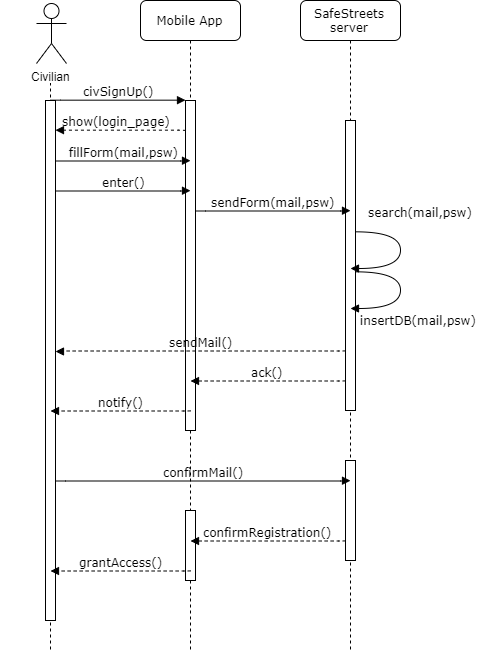 SafeStreets
server
Mobile App
Civilian
civSignUp()
show(login_page)
fillForm(mail,psw)
enter()
sendForm(mail,psw)
search(mail,psw)
insertDB(mail,psw)
sendMail()
ack()
notify()
confirmMail()
confirmRegistration()
grantAccess()